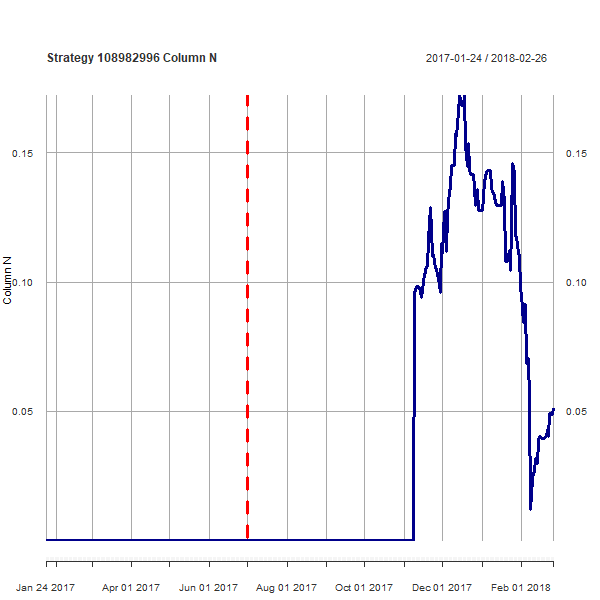 Strategy 108982996 Column N
2017-01-24 / 2018-02-26
Column N
0.15
0.10
0.05
0.15
0.10
0.05
Jan 24 2017
Apr 01 2017
Jun 01 2017
Aug 01 2017
Oct 01 2017
Dec 01 2017
Feb 01 2018